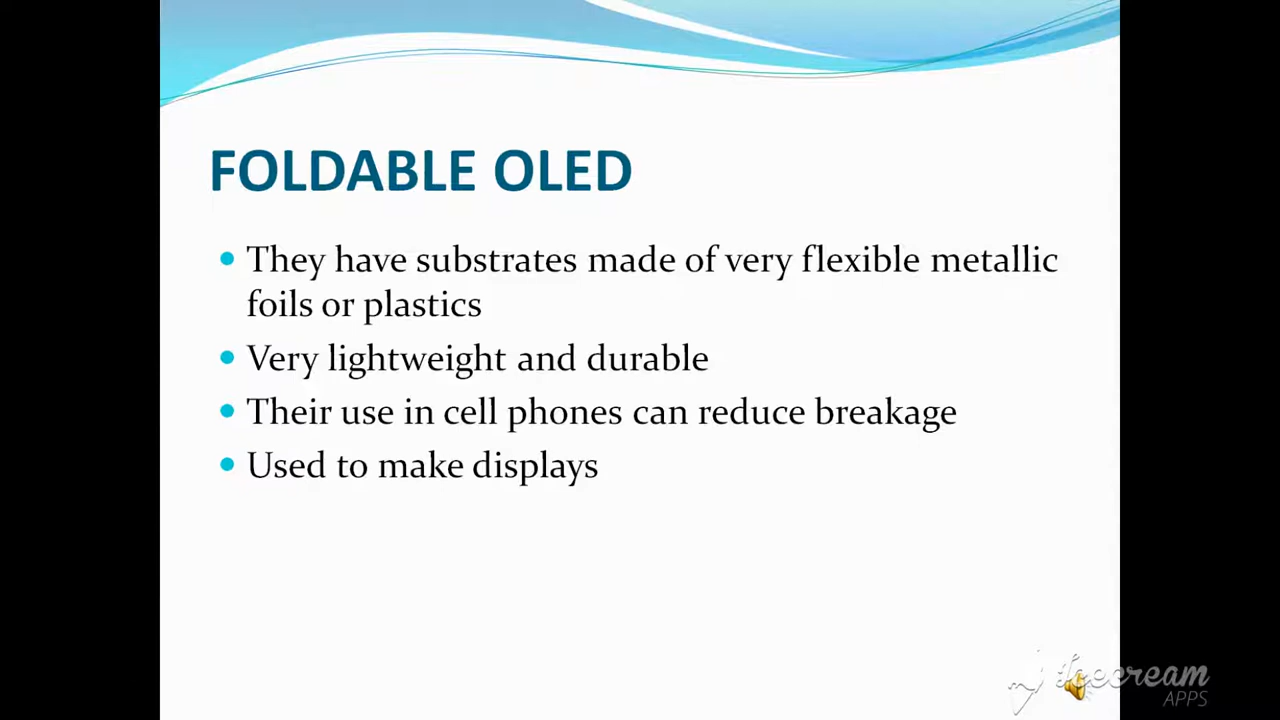 FOLDABLE OLED
• They have substrates made of very flexible metallic
foils or plastics
• Very lightweight and durable
• Their use in cell phones can reduce breakage
• Used to make displays
Icecream
APPS